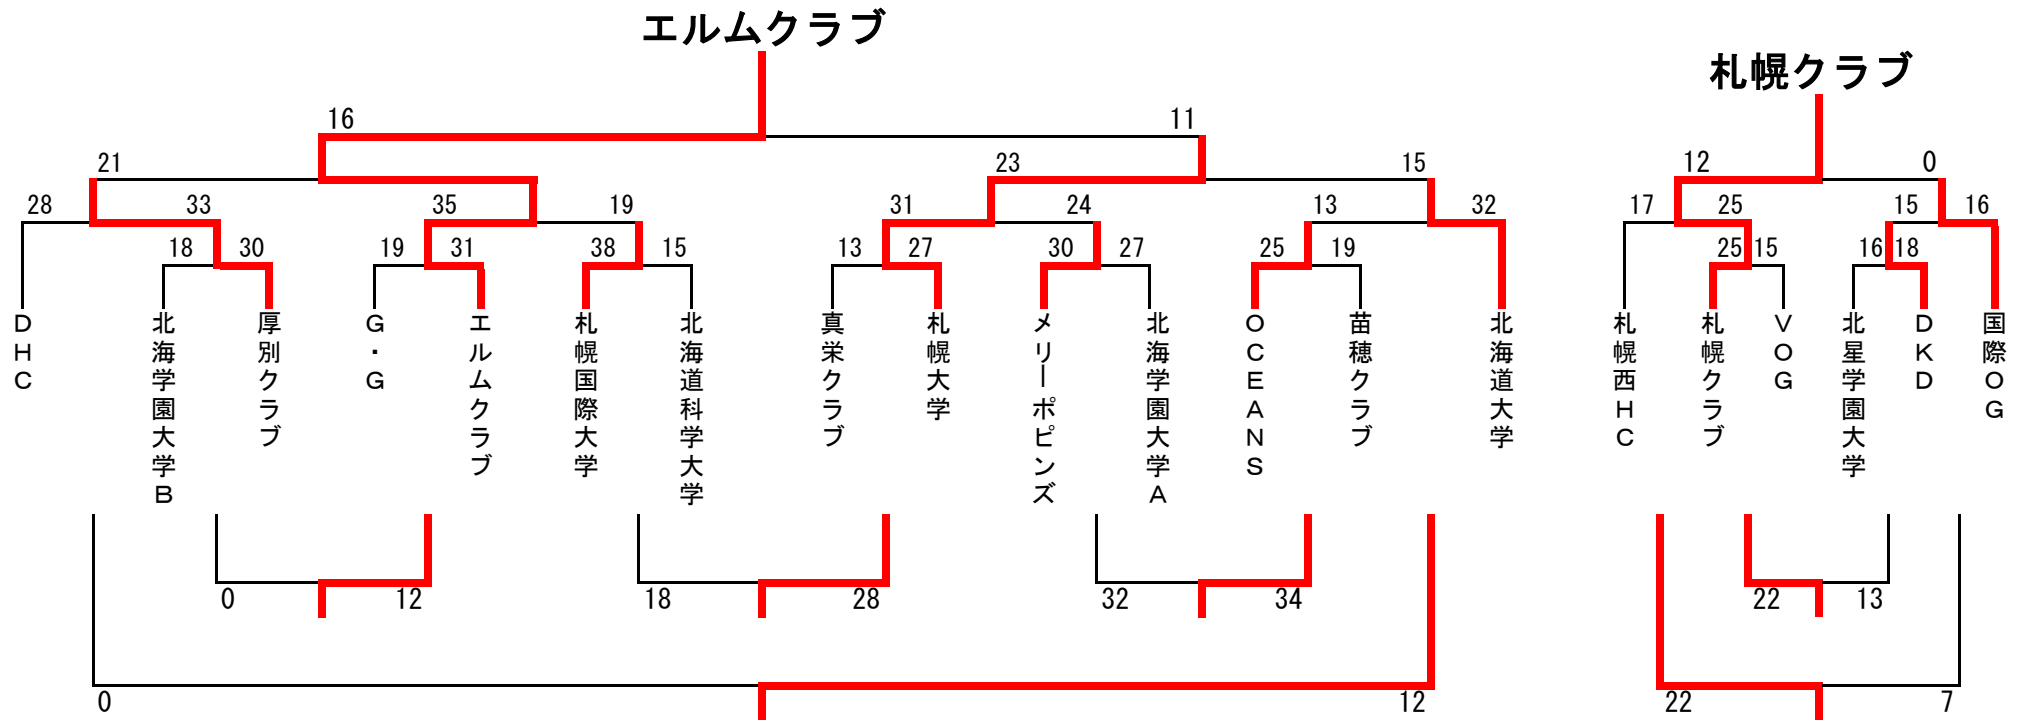 エルムクラブ
札幌クラブ
16 11
12 0
21 23 15
28 33 35 19 31 24 13 32
17 25 15 16
18 30 19 31 38 15 13 27 30 27 25 19
25 15 16 18
DHC
北海学園大学B
厚別クラブ
G・G
エルムクラブ
札幌国際大学
北海道科学大学
真栄クラブ
札幌大学
メリーポピンズ
北海学園大学A
OCEANS
苗穂クラブ
北海道大学
札幌西HC
札幌クラブ
VOG
北星学園大学
DKD
国際OG
0 12 18 28 32 34
22 13
0 12
22 7